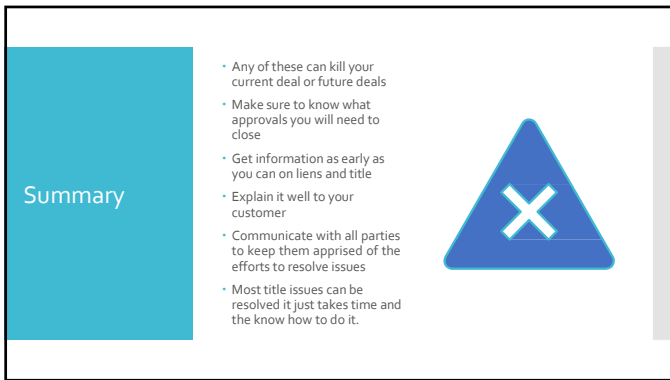 Summary
• Any of these can kill your
current deal or future deals
• Make sure to know what
approvals you will need to
close
• Get information as early as
you can on liens and title
• Explain it well to your
customer
• Communicate with all parties
to keep them apprised of the
efforts to resolve issues
• Most title issues can be
resolved it just takes time and
the know how to do it.